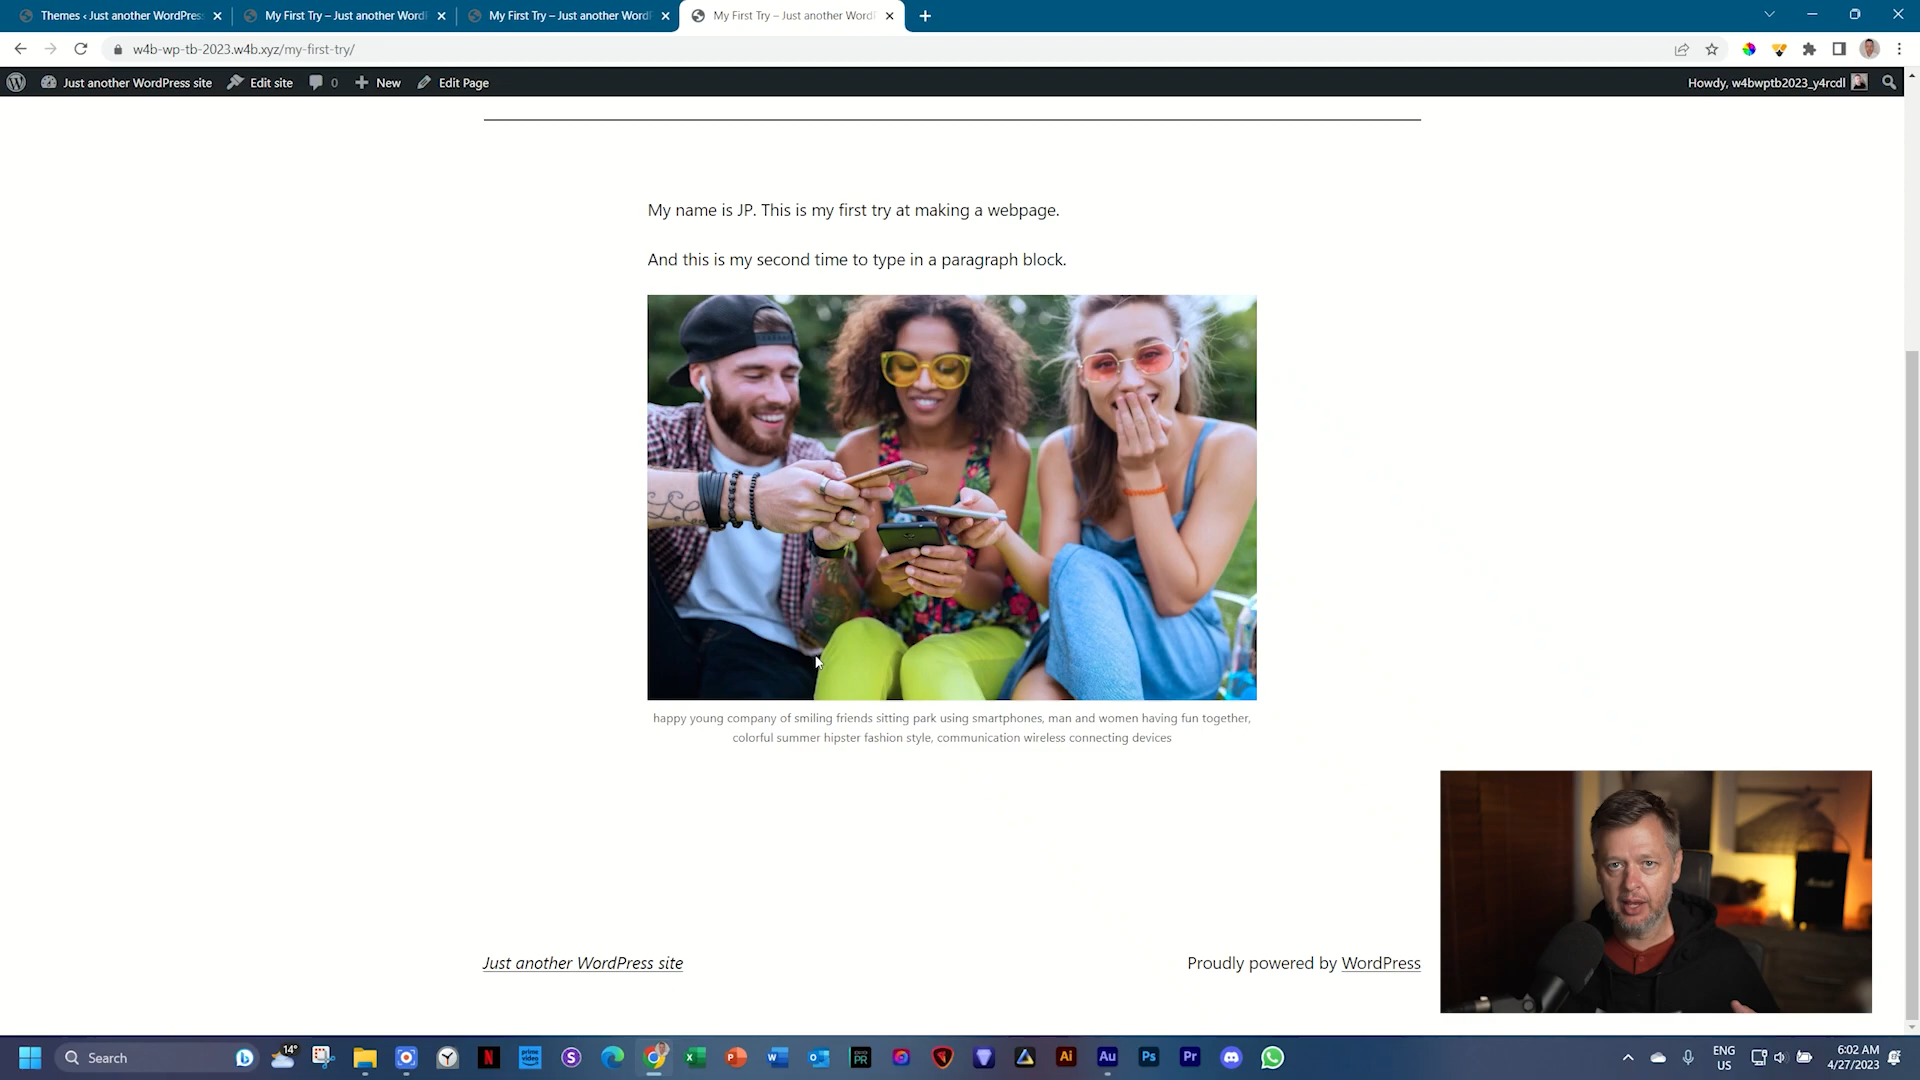 Themes ‹ Just another WordPress
My First Try – Just another Word
My First Try – Just another Word
My First Try – Just another Word
w4b-wp-tb-2023.w4b.xyz/my-first-try/
Just another WordPress site
Edit site
0
New
Edit Page
Howdy, w4bwptb2023_y4rcdl
My name is JP. This is my first try at making a webpage.
And this is my second time to type in a paragraph block.
happy young company of smiling friends sitting park using smartphones, man and women having fun together,
colorful summer hipster fashion style, communication wireless connecting devices
Just another WordPress site
Proudly powered by WordPress
Search
14°
ENG
US
6:02 AM
4/27/2023